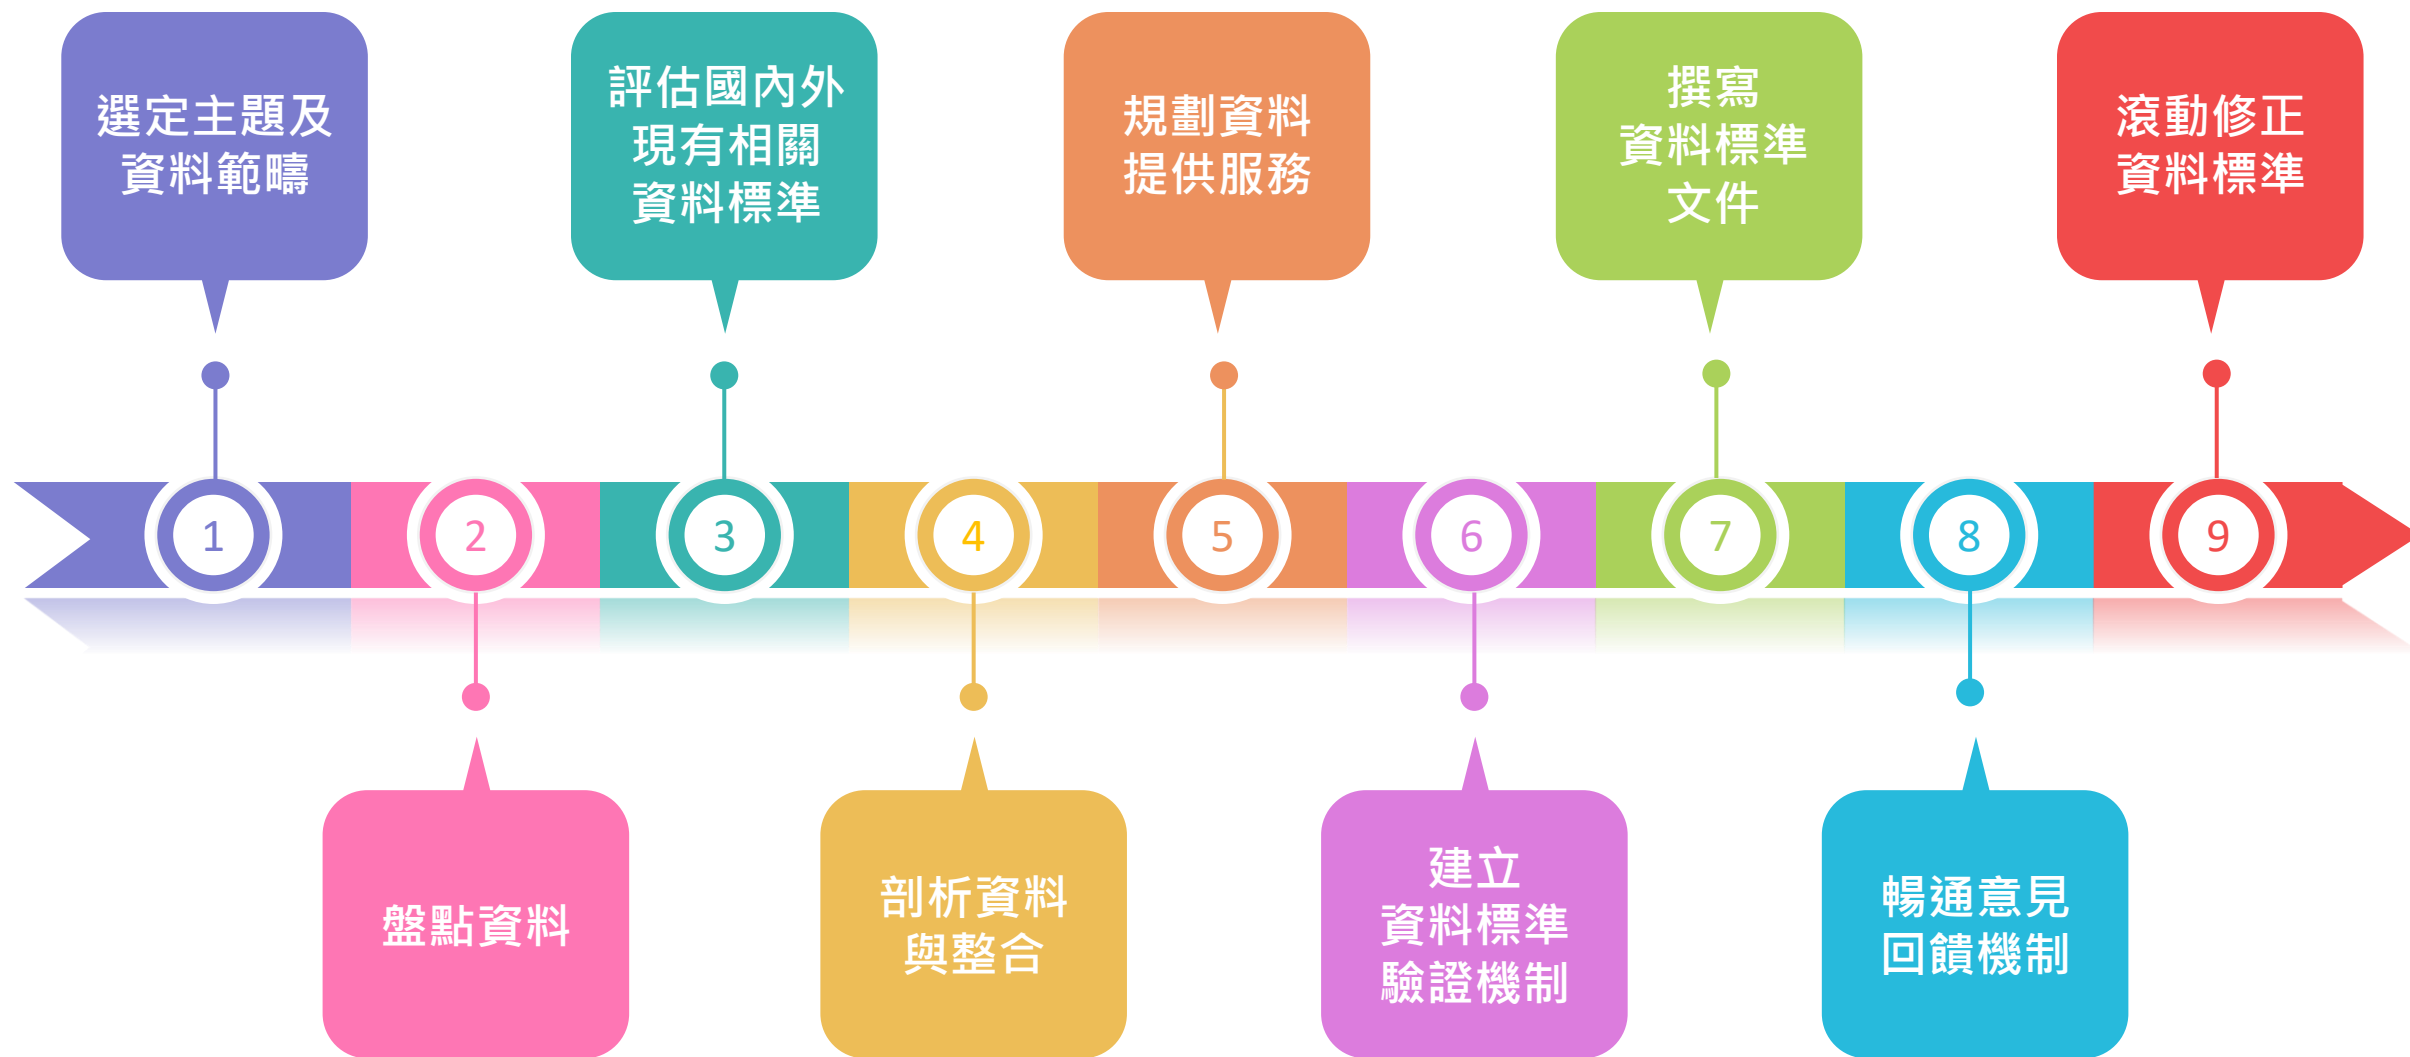 選定主題及
資料範疇
評估國內外
現有相關
資料標準
規劃資料
提供服務
撰寫
資料標準
文件
滾動修正
資料標準
1
2
3
4
5
6
7
8
9
盤點資料
剖析資料
與整合
建立
資料標準
驗證機制
暢通意見
回饋機制